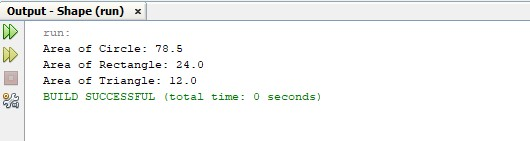 Output - Shape (run) ×
run:
Area of Circle: 78.5
Area of Rectangle: 24.0
Area of Triangle: 12.0
BUILD SUCCESSFUL (total time: 0 seconds)